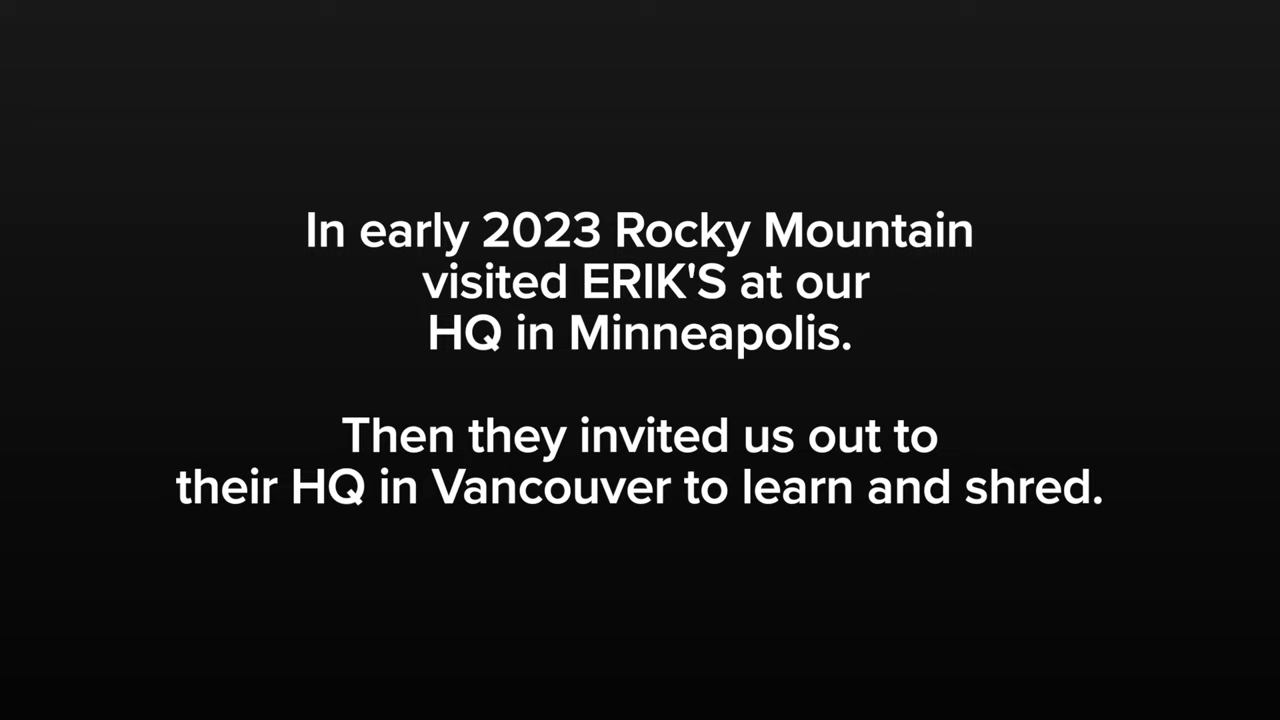 In early 2023 Rocky Mountain
visited ERIK'S at our
HQ in Minneapolis.
Then they invited us out to
their HQ in Vancouver to learn and shred.